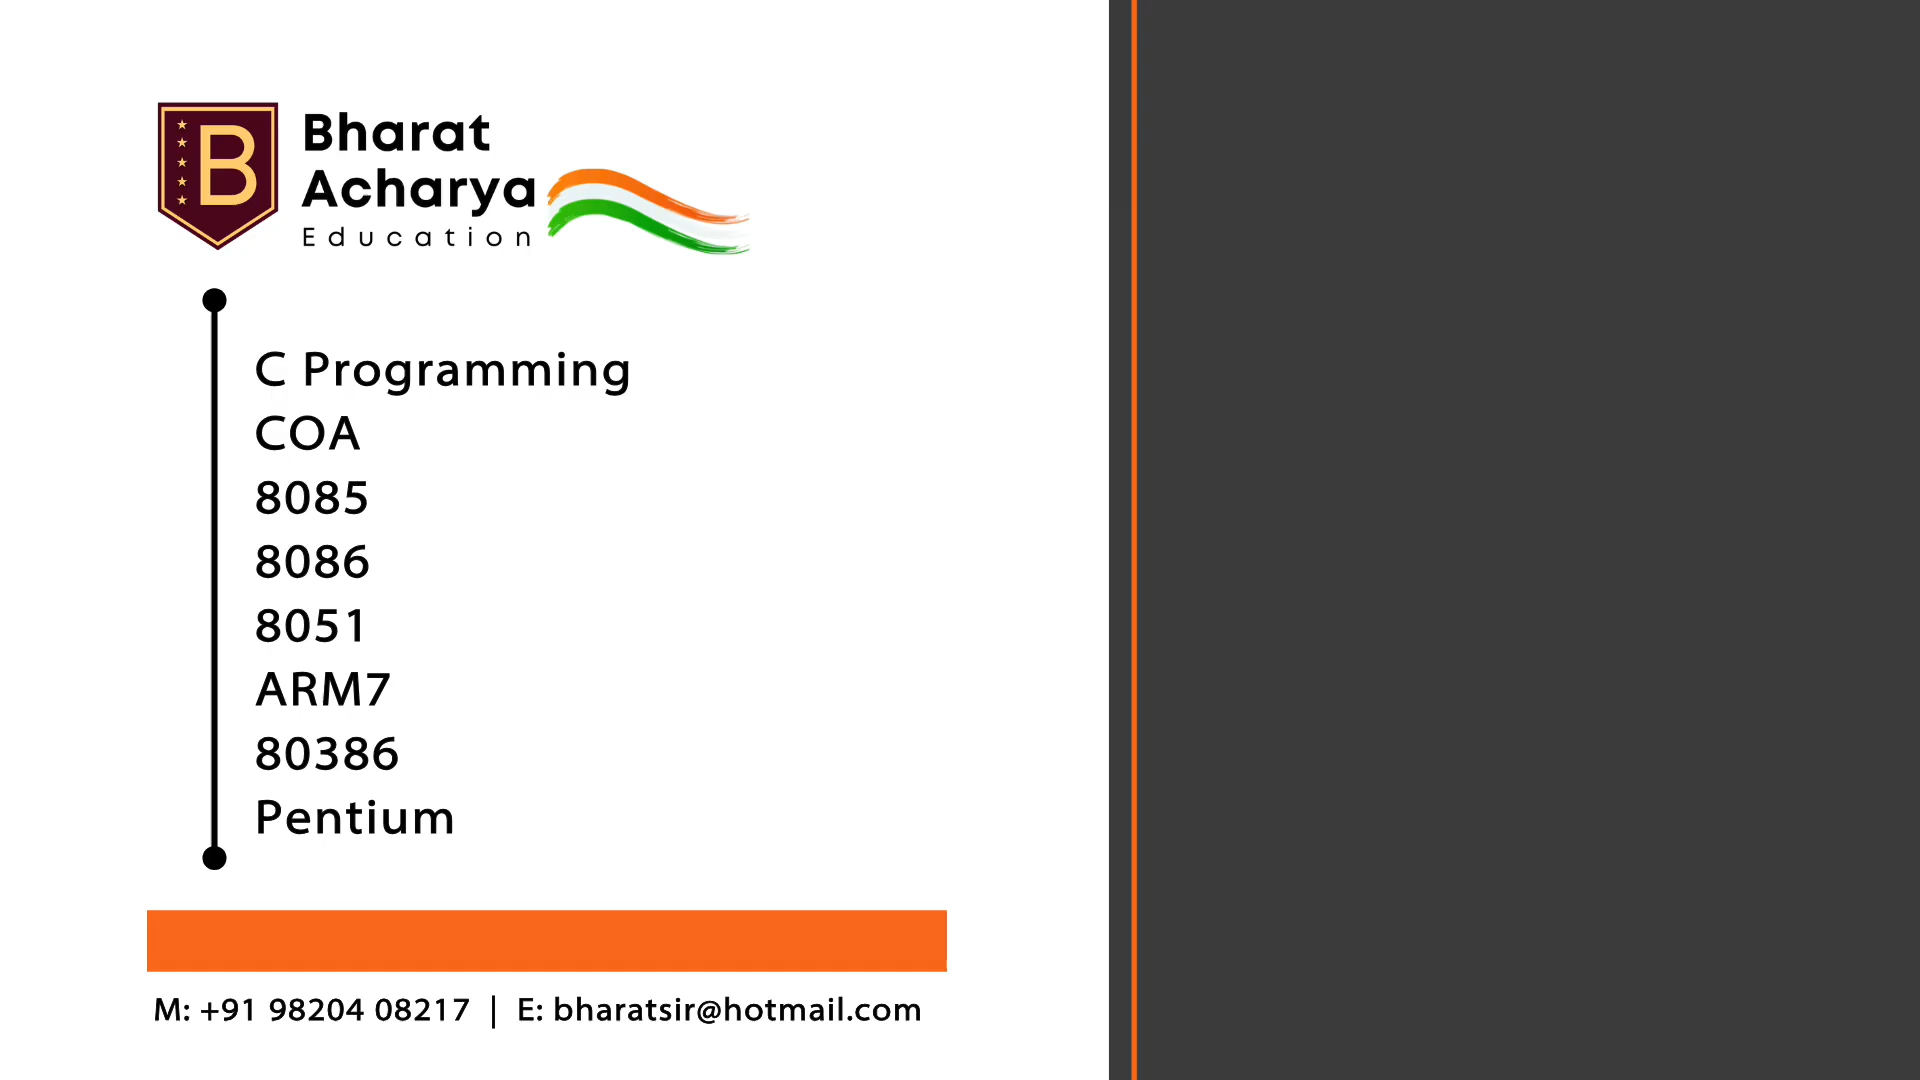 B
Bharat
Acharya
Education
C Programming
COA
8085
8086
8051
ARM7
80386
Pentium
M: +91 98204 08217 | E: bharatsir@hotmail.com